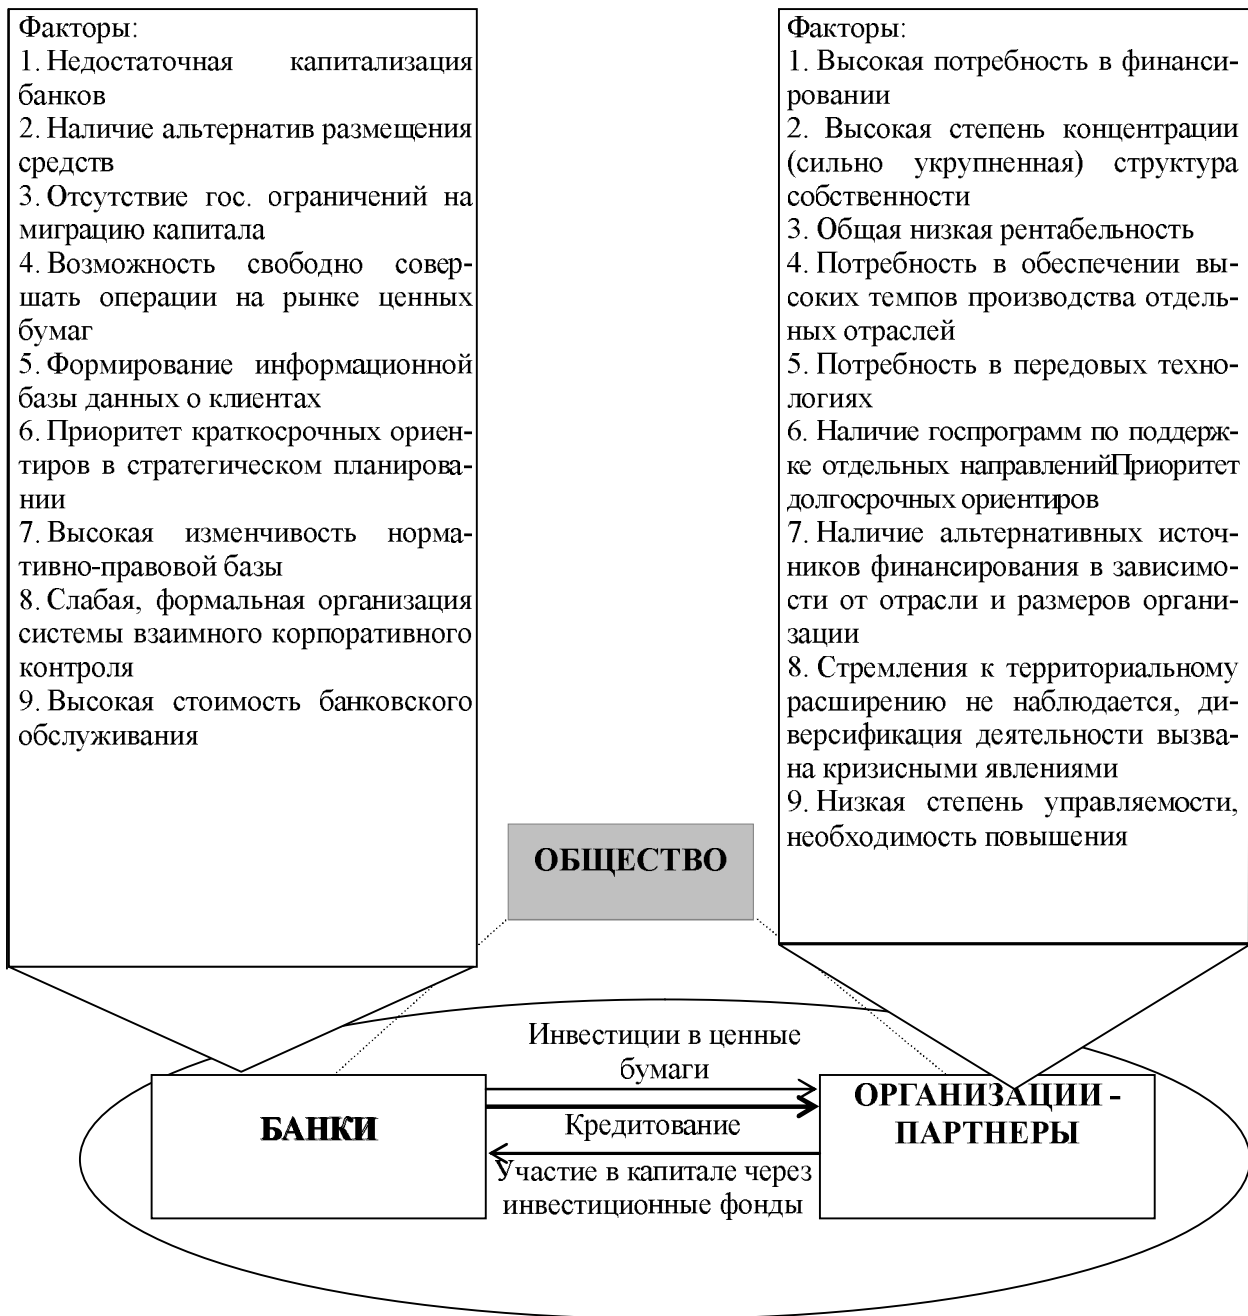 Факторы:
1. Недостаточная капитализация
банков
2. Наличие альтернатив размещения
средств
3. Отсутствие гос. ограничений на
миграцию капитала
4. Возможность свободно совер-
шать операции на рынке ценных
бумаг
5. Формирование информационной
базы данных о клиентах
6. Приоритет краткосрочных ориен-
тиров в стратегическом планирова-
нии
7. Высокая изменчивость норма-
тивно-правовой базы
8. Слабая, формальная организация
системы взаимного корпоративного
контроля
9. Высокая стоимость банковского
обслуживания
Факторы:
1. Высокая потребность в финанси-
ровании
2. Высокая степень концентрации
(сильно укрупненная) структура
собственности
3. Общая низкая рентабельность
4. Потребность в обеспечении вы-
соких темпов производства отдель-
ных отраслей
5. Потребность в передовых техно-
логиях
6. Наличие госпрограмм по поддерж-
ке отдельных направленийПриоритет
долгосрочных ориентиров
7. Наличие альтернативных источ-
ников финансирования в зависимо-
сти от отрасли и размеров органи-
зации
8. Стремления к территориальному
расширению не наблюдается, ди-
версификация деятельности вызва-
на кризисными явлениями
9. Низкая степень управляемости,
необходимость повышения
ОБЩЕСТВО
Инвестиции в ценные
бумаги
БАНКИ
Кредитование
ОРГАНИЗАЦИИ -
ПАРТНЕРЫ
Участие в капитале через
инвестиционные фонды